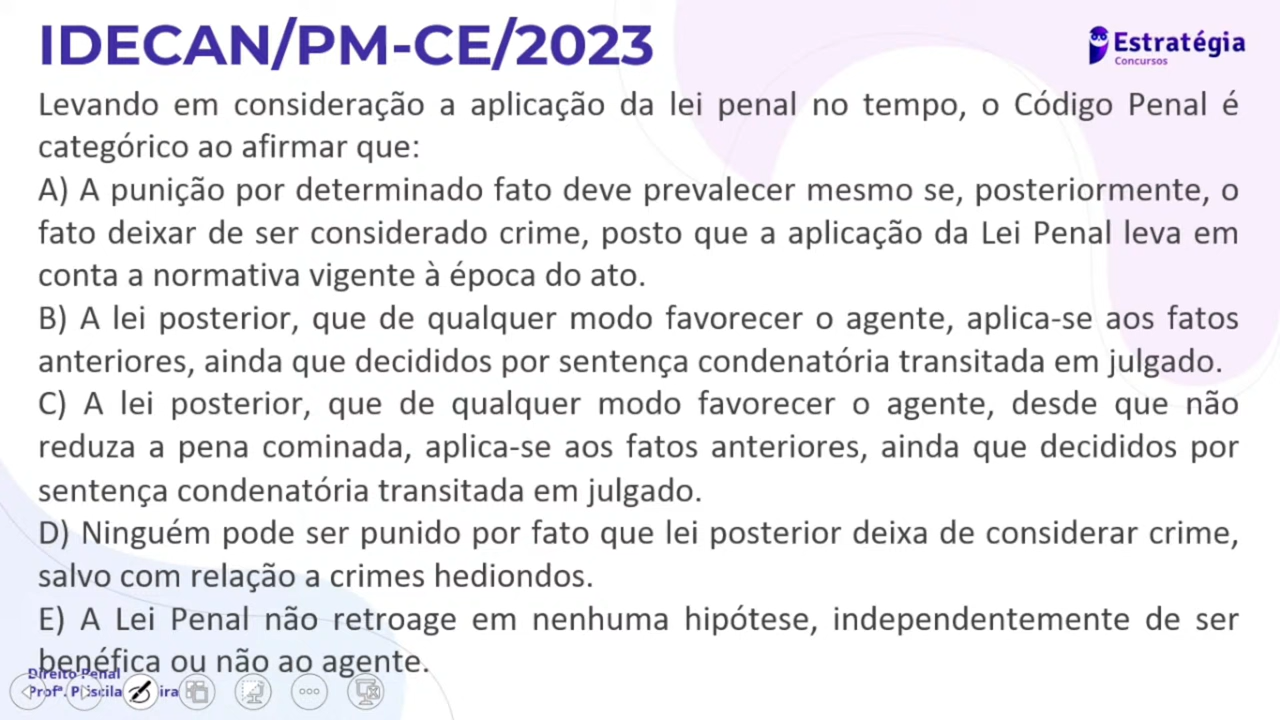 IDECAN/PM-CE/2023
Estratégia
Concursos
Levando em consideração a aplicação da lei penal no tempo, o Código Penal é
categórico ao afirmar que:
A) A punição por determinado fato deve prevalecer mesmo se, posteriormente, o
fato deixar de ser considerado crime, posto que a aplicação da Lei Penal leva em
conta a normativa vigente à época do ato.
B) A lei posterior, que de qualquer modo favorecer o agente, aplica-se aos fatos
anteriores, ainda que decididos por sentença condenatória transitada em julgado.
C) A lei posterior, que de qualquer modo favorecer o agente, desde que não
reduza a pena cominada, aplica-se aos fatos anteriores, ainda que decididos por
sentença condenatória transitada em julgado.
D) Ninguém pode ser punido por fato que lei posterior deixa de considerar crime,
salvo com relação a crimes hediondos.
E) A Lei Penal não retroage em nenhuma hipótese, independentemente de ser
benéfica ou não ao agente.
Direito Penal
Profª. Priscila